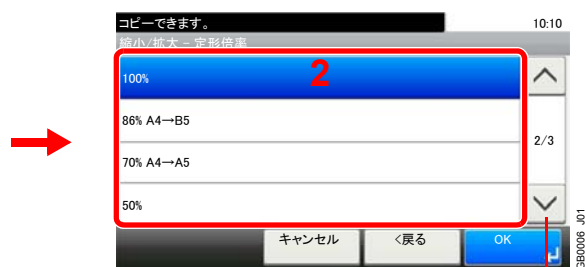 コピーできます。 10:10
縮小/拡大 - 定形倍率
100%
2
86% A4→B5
2/3
70% A4→A5
50%
キャンセル <戻る OK
GB0006_J01